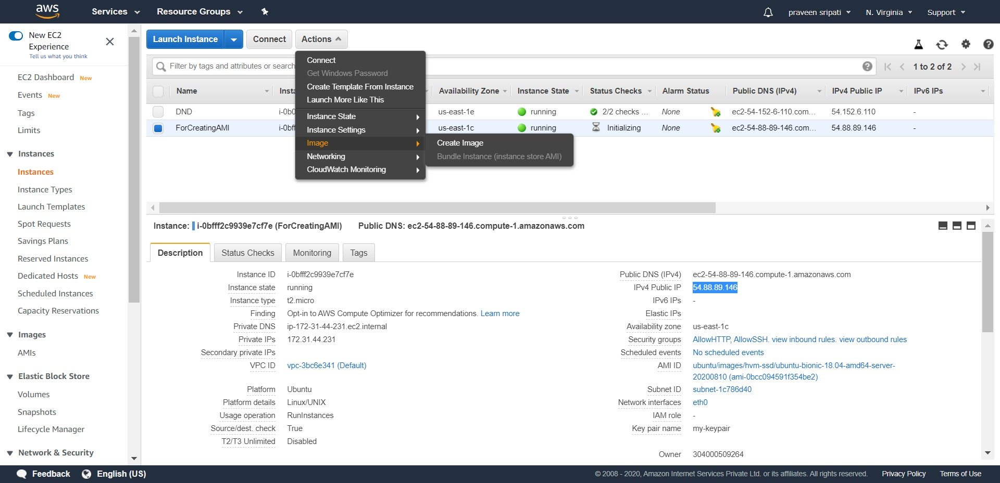 aws Services Resource Groups praveen sripati N. Virginia Support
New EC2
Experience
Tell us what you think
EC2 Dashboard New
Events New
Tags
Limits
Instances
Instances
Instance Types
Launch Templates
Spot Requests
Savings Plans
Reserved Instances
Dedicated Hosts New
Scheduled Instances
Capacity Reservations
Images
AMIs
Elastic Block Store
Volumes
Snapshots
Lifecycle Manager
Network & Security
Launch Instance Connect Actions
Filter by tags and attributes or search 1 to 2 of 2
Connect
Get Windows Password
Create Template From Instance
Launch More Like This
Instance State
Instance Settings
Image
Networking
CloudWatch Monitoring
Create Image
Bundle Instance (instance store AMI)
Name Insta Availability Zone Instance State Status Checks Alarm Status Public DNS (IPv4) IPv4 Public IP IPv6 IPs
DND i-0b0 us-east-1e running 2/2 checks ... None ec2-54-152-6-110.com... 54.152.6.110 -
ForCreatingAMI i-0bff us-east-1c running Initializing None ec2-54-88-89-146.com... 54.88.89.146 -
Instance: i-0bfff2c9939e7cf7e (ForCreatingAMI) Public DNS: ec2-54-88-89-146.compute-1.amazonaws.com
Description Status Checks Monitoring Tags
Instance ID i-0bfff2c9939e7cf7e
Instance state running
Instance type t2.micro
Finding Opt-in to AWS Compute Optimizer for recommendations. Learn more
Private DNS ip-172-31-44-231.ec2.internal
Private IPs 172.31.44.231
Secondary private IPs
VPC ID vpc-3bc6e341 (Default)
Platform Ubuntu
Platform details Linux/UNIX
Usage operation RunInstances
Source/dest. check True
T2/T3 Unlimited Disabled
Public DNS (IPv4) ec2-54-88-89-146.compute-1.amazonaws.com
IPv4 Public IP 54.88.89.146
IPv6 IPs -
Elastic IPs
Availability zone us-east-1c
Security groups AllowHTTP, AllowSSH. view inbound rules. view outbound rules
Scheduled events No scheduled events
AMI ID ubuntu/images/hvm-ssd/ubuntu-bionic-18.04-amd64-server-
20200810 (ami-0bcc094591f354be2)
Subnet ID subnet-1c786d40
Network interfaces eth0
IAM role -
Key pair name my-keypair
Owner 304000509264
Feedback English (US) © 2008 - 2020, Amazon Internet Services Private Ltd. or its affiliates. All rights reserved. Privacy Policy Terms of Use